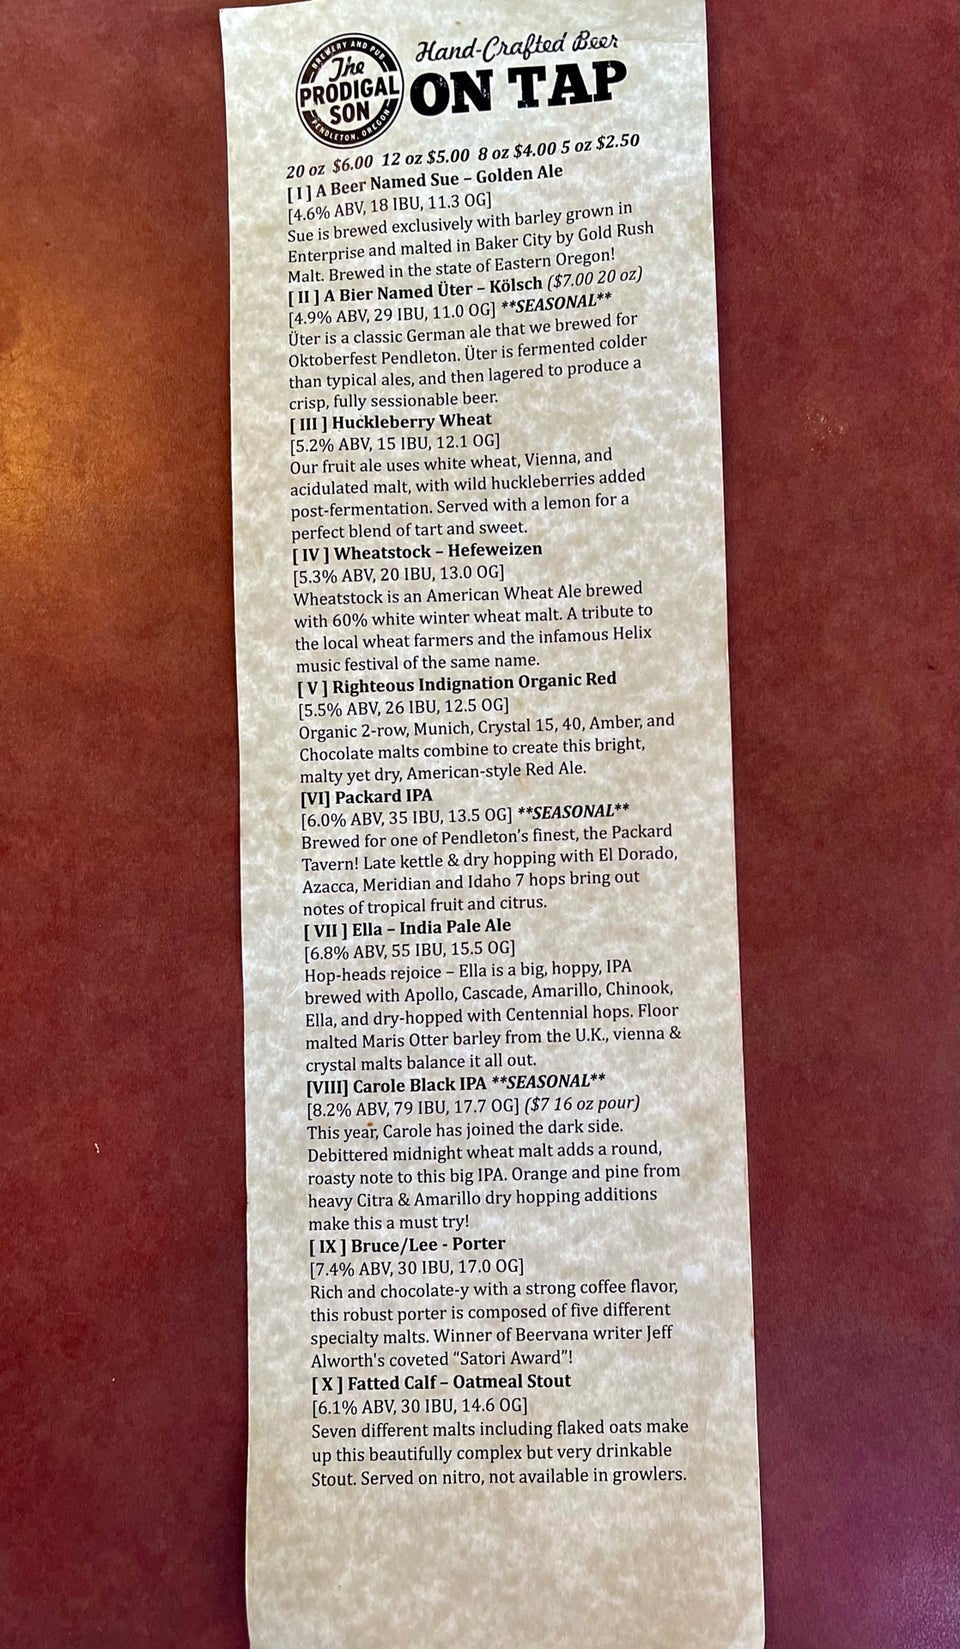 BREWERY AND PUB
The
PRODIGAL
SON
PENDLETON, OREGON
Hand-Crafted Beer
ON TAP
20 oz $6.00 12 oz $5.00 8 oz $4.00 5 oz $2.50
[ I ] A Beer Named Sue – Golden Ale
[4.6% ABV, 18 IBU, 11.3 OG]
Sue is brewed exclusively with barley grown in
Enterprise and malted in Baker City by Gold Rush
Malt. Brewed in the state of Eastern Oregon!
[ II ] A Bier Named Üter – Kölsch ($7.00 20 oz)
[4.9% ABV, 29 IBU, 11.0 OG] **SEASONAL**
Üter is a classic German ale that we brewed for
Oktoberfest Pendleton. Üter is fermented colder
than typical ales, and then lagered to produce a
crisp, fully sessionable beer.
[ III ] Huckleberry Wheat
[5.2% ABV, 15 IBU, 12.1 OG]
Our fruit ale uses white wheat, Vienna, and
acidulated malt, with wild huckleberries added
post-fermentation. Served with a lemon for a
perfect blend of tart and sweet.
[ IV ] Wheatstock – Hefeweizen
[5.3% ABV, 20 IBU, 13.0 OG]
Wheatstock is an American Wheat Ale brewed
with 60% white winter wheat malt. A tribute to
the local wheat farmers and the infamous Helix
music festival of the same name.
[ V ] Righteous Indignation Organic Red
[5.5% ABV, 26 IBU, 12.5 OG]
Organic 2-row, Munich, Crystal 15, 40, Amber, and
Chocolate malts combine to create this bright,
malty yet dry, American-style Red Ale.
[VI] Packard IPA
[6.0% ABV, 35 IBU, 13.5 OG] **SEASONAL**
Brewed for one of Pendleton's finest, the Packard
Tavern! Late kettle & dry hopping with El Dorado,
Azacca, Meridian and Idaho 7 hops bring out
notes of tropical fruit and citrus.
[ VII ] Ella – India Pale Ale
[6.8% ABV, 55 IBU, 15.5 OG]
Hop-heads rejoice – Ella is a big, hoppy, IPA
brewed with Apollo, Cascade, Amarillo, Chinook,
Ella, and dry-hopped with Centennial hops. Floor
malted Maris Otter barley from the U.K., vienna &
crystal malts balance it all out.
[VIII] Carole Black IPA **SEASONAL**
[8.2% ABV, 79 IBU, 17.7 OG] ($7 16 oz pour)
This year, Carole has joined the dark side.
Debittered midnight wheat malt adds a round,
roasty note to this big IPA. Orange and pine from
heavy Citra & Amarillo dry hopping additions
make this a must try!
[ IX ] Bruce/Lee - Porter
[7.4% ABV, 30 IBU, 17.0 OG]
Rich and chocolate-y with a strong coffee flavor,
this robust porter is composed of five different
specialty malts. Winner of Beervana writer Jeff
Alworth's coveted “Satori Award”!
[ X ] Fatted Calf – Oatmeal Stout
[6.1% ABV, 30 IBU, 14.6 OG]
Seven different malts including flaked oats make
up this beautifully complex but very drinkable
Stout. Served on nitro, not available in growlers.